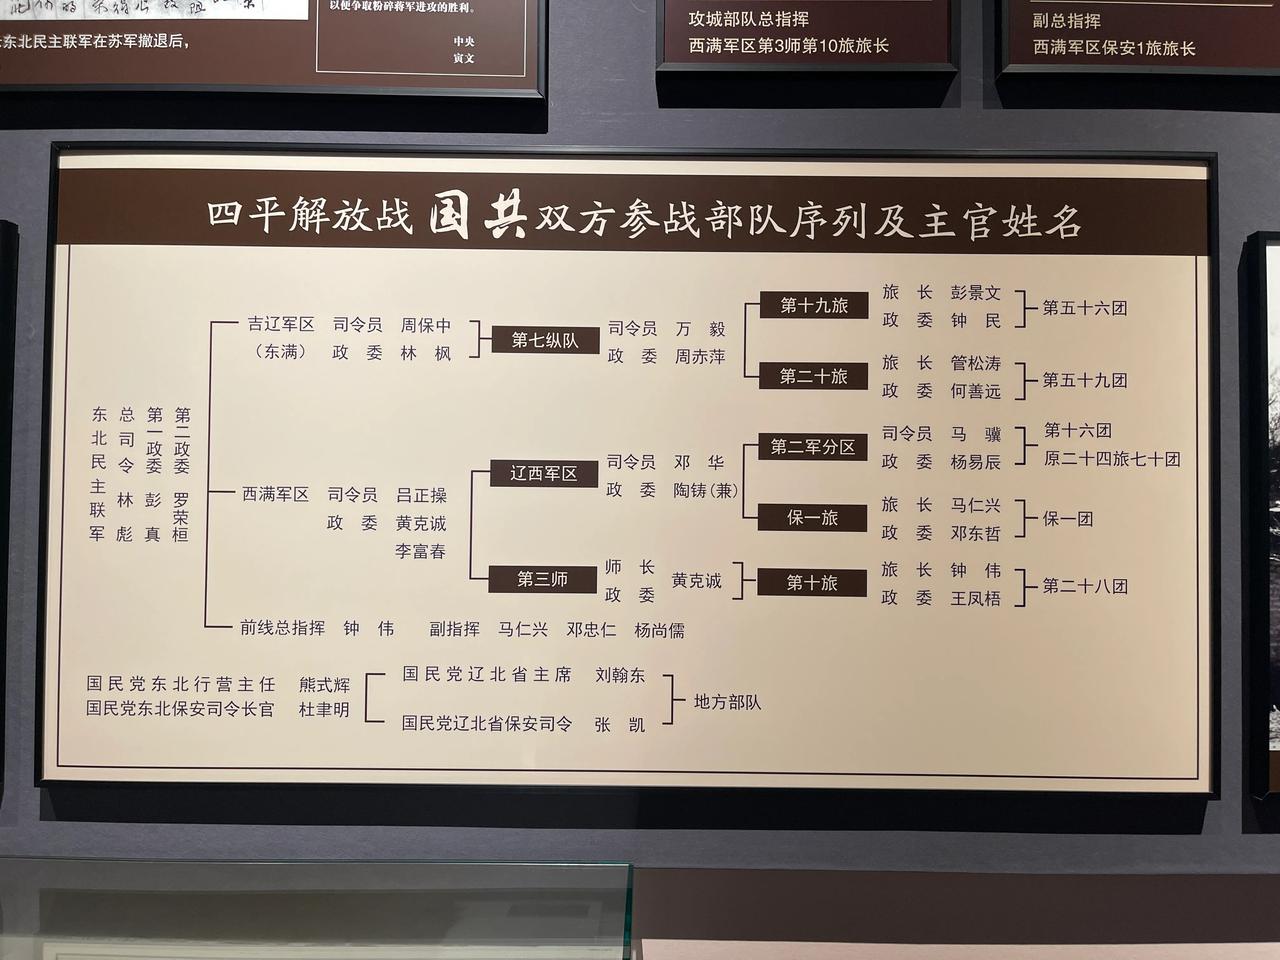 东北民主联军在苏军撤退后,
以便争取粉碎蒋军进攻的胜利。
中央
寅文
攻城部队总指挥
西满军区第3师第10旅旅长
副总指挥
西满军区保安1旅旅长
四平解放战国共双方参战部队序列及主官姓名
东北民主联军
总司令 林彪
第一政委 彭真
第二政委 罗荣桓
吉辽军区 司令员 周保中
（东满） 政委 林枫
第七纵队
司令员 万毅
政委 周赤萍
第十九旅
旅长 彭景文
政委 钟民
第五十六团
第二十旅
旅长 管松涛
政委 何善远
第五十九团
西满军区 司令员 吕正操
政委 黄克诚
李富春
辽西军区
司令员 邓华
政委 陶铸(兼)
第二军分区
司令员 马骥
政委 杨易辰
第十六团
原二十四旅七十团
保一旅
旅长 马仁兴
政委 邓东哲
保一团
第三师
师长
政委
黄克诚
第十旅
旅长 钟伟
政委 王凤梧
第二十八团
前线总指挥 钟伟 副指挥 马仁兴 邓忠仁 杨尚儒
国民党东北行营主任 熊式辉
国民党东北保安司令长官 杜聿明
国民党辽北省主席 刘翰东
国民党辽北省保安司令 张凯
地方部队